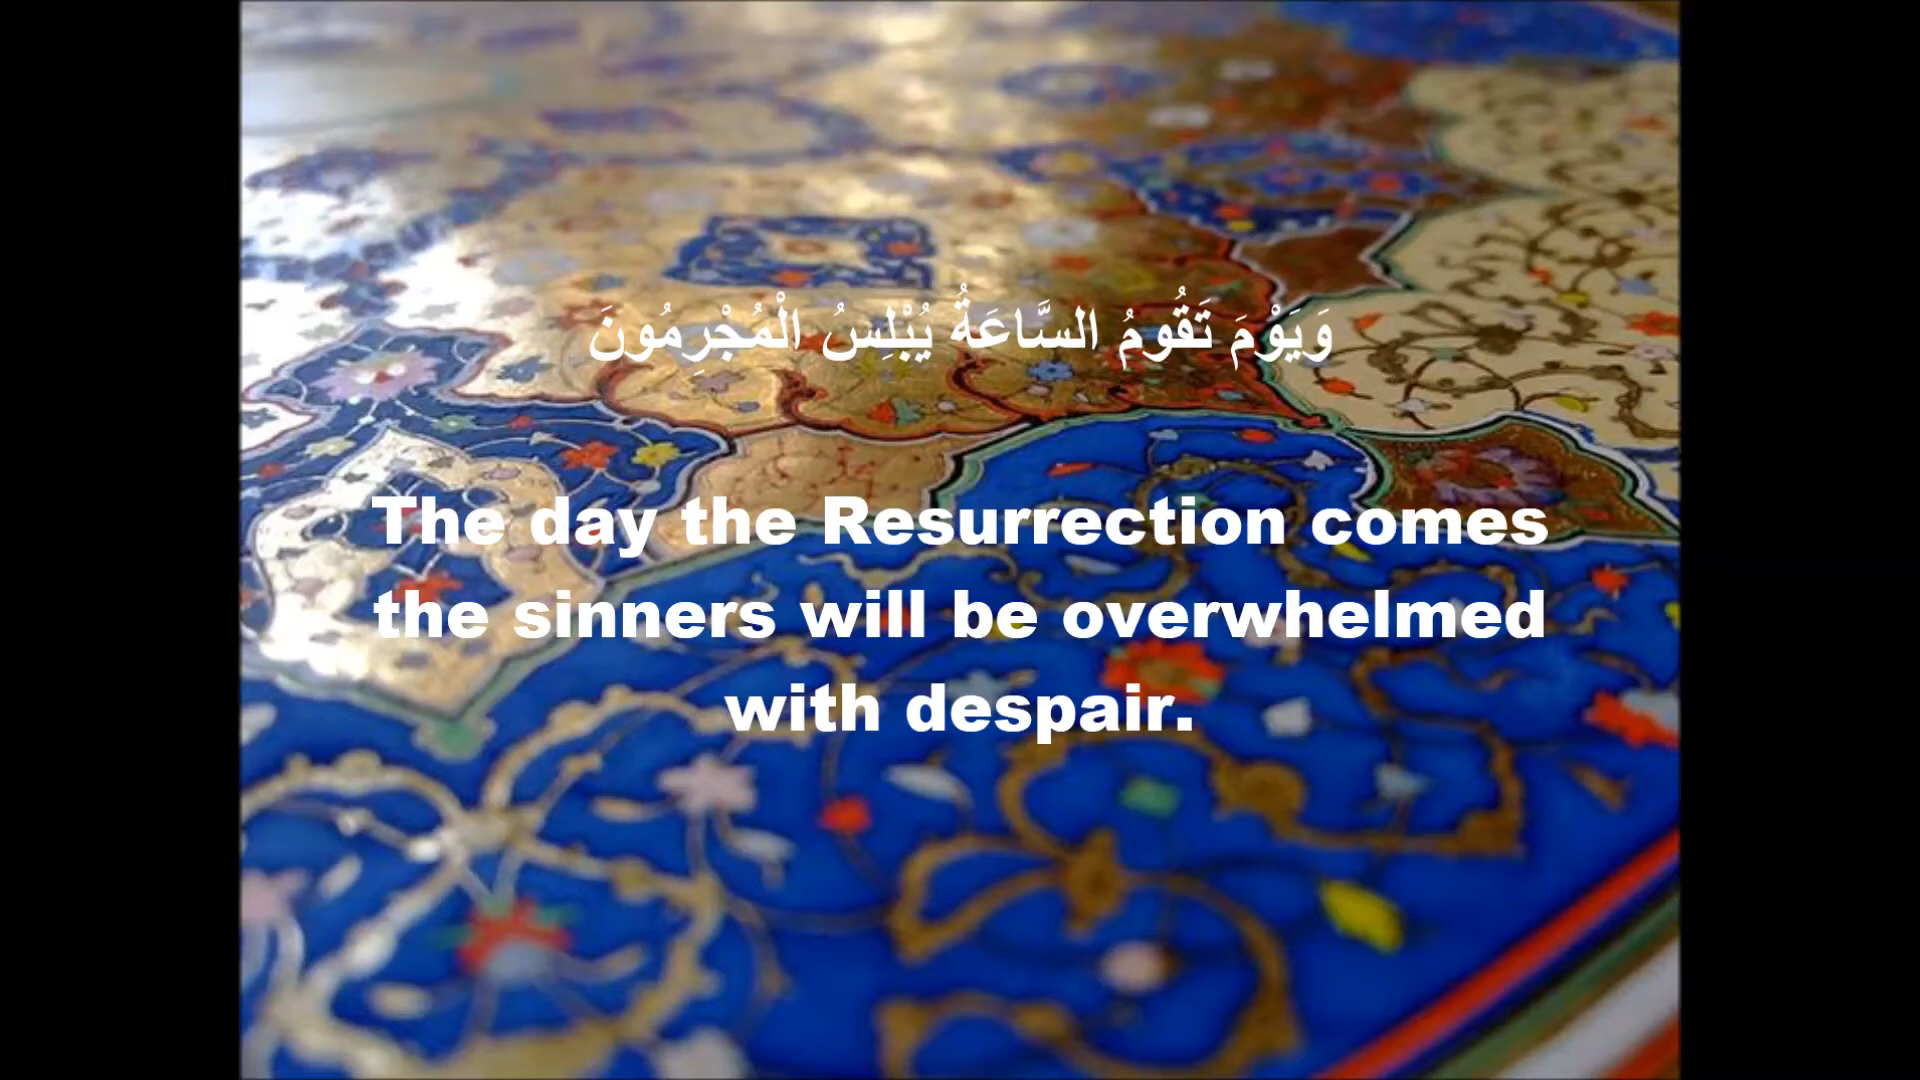 وَيَوْمَ تَقُومُ السَّاعَةُ يُبْلِسُ الْمُجْرِمُونَ
The day the Resurrection comes
the sinners will be overwhelmed
with despair.